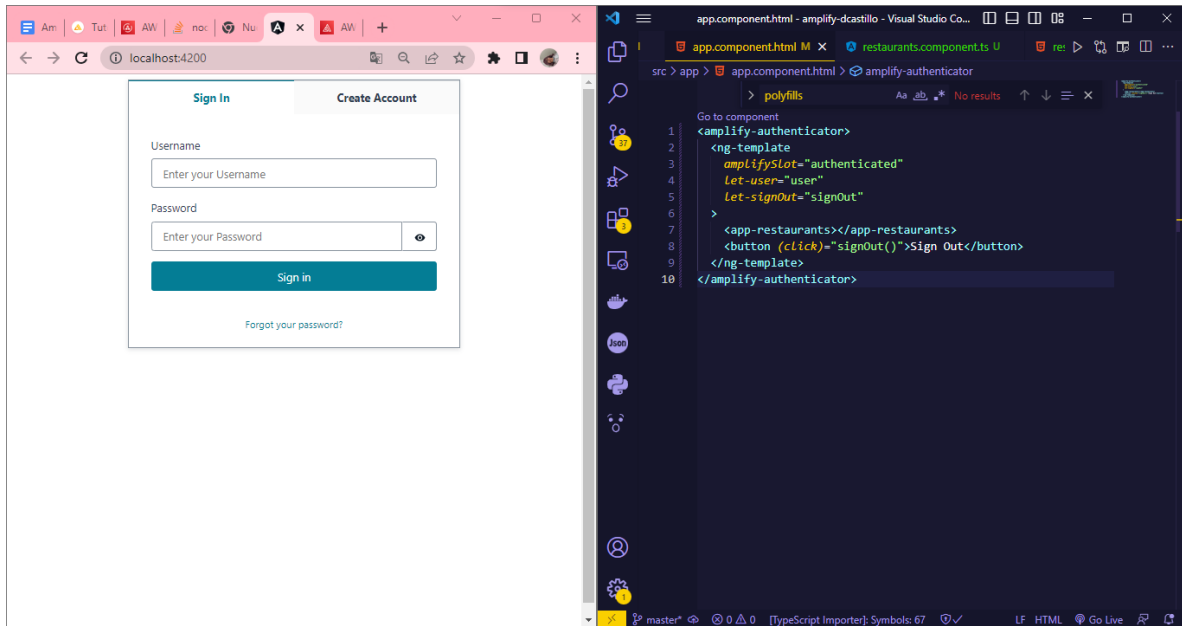 Am
Tut
AW
noc
Nu
AW
localhost:4200
Sign In
Create Account
Username
Enter your Username
Password
Enter your Password
Sign in
Forgot your password?
app.component.html - amplify-dcastillo - Visual Studio Co...
app.component.html M
restaurants.component.ts U
re:
src > app > app.component.html > amplify-authenticator
polyfills
Aa ab, .* No results
Go to component
1 <amplify-authenticator>
2 <ng-template
3 amplifySlot="authenticated"
4 let-user="user"
5 let-signOut="signOut"
6 >
7 <app-restaurants></app-restaurants>
8 <button (click)="signOut()">Sign Out</button>
9 </ng-template>
10 </amplify-authenticator>
37
3
Json
1
master* 0 0 [TypeScript Importer]: Symbols: 67 LF HTML Go Live